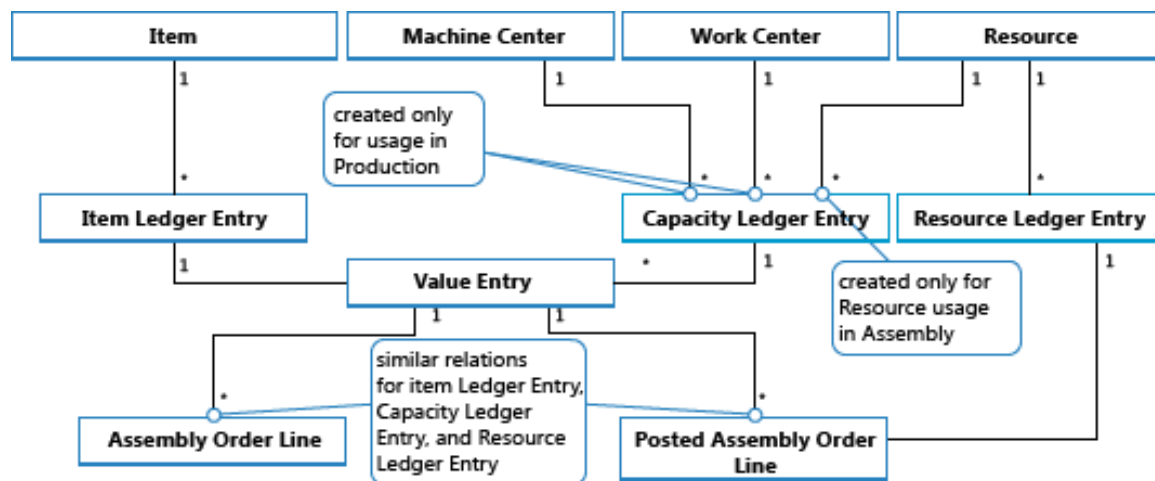 Item
Machine Center
Work Center
Resource
1
1
1
1
1
created only
for usage in
Production
*
*
*
*
*
Item Ledger Entry
Capacity Ledger Entry
Resource Ledger Entry
1
*
1
1
Value Entry
created only for
Resource usage
in Assembly
1
1
similar relations
for item Ledger Entry,
Capacity Ledger
Entry, and Resource
Ledger Entry
*
*
Assembly Order Line
Posted Assembly Order
Line